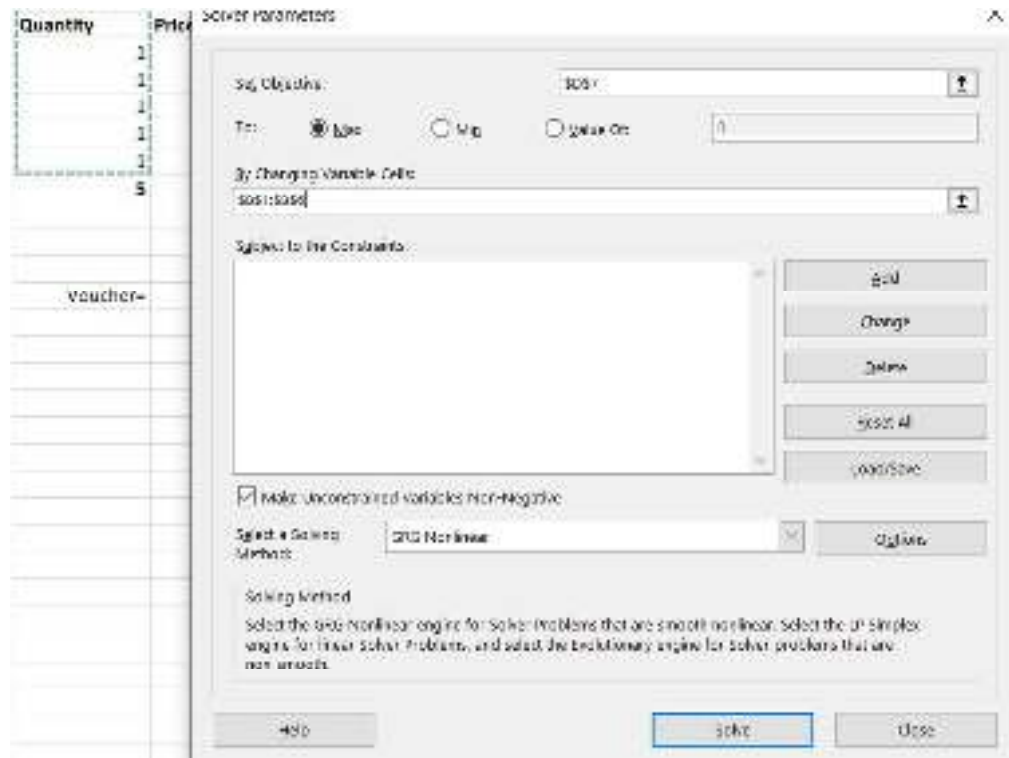 Quantity
Price
Solver Parameters
1
1
1
1
1
5
Voucher=
Set Objective:
To:
Max
Min
Value Of:
0
By Changing Variable Cells:
Subject to the Constraints:
Add
Change
Delete
Reset All
Load/Save
Make Unconstrained Variables Non-Negative
Select a Solving
Method:
GRG Nonlinear
Options
Solving Method
Select the GRG Nonlinear engine for Solver Problems that are smooth nonlinear. Select the LP Simplex
engine for linear Solver Problems, and select the Evolutionary engine for Solver problems that are
non-smooth.
Help
Solve
Close